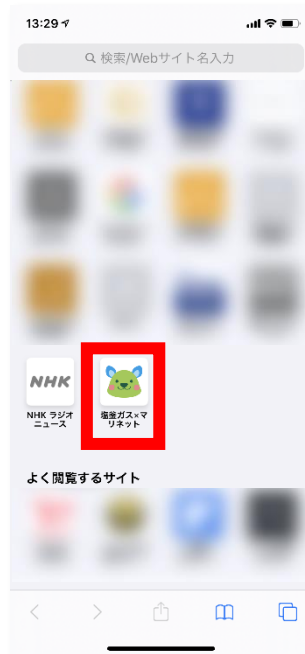 13:29
検索/Webサイト名入力
NHK
NHK ラジオ
ニュース
塩釜ガス×マ
リネット
よく閲覧するサイト